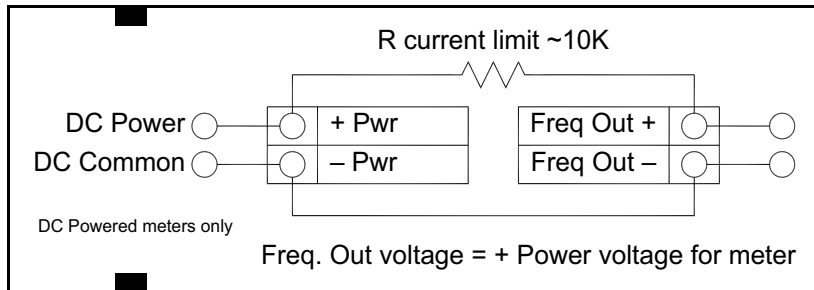 R current limit ~10K
DC Power
+ Pwr
Freq Out +
DC Common
– Pwr
Freq Out –
DC Powered meters only
Freq. Out voltage = + Power voltage for meter